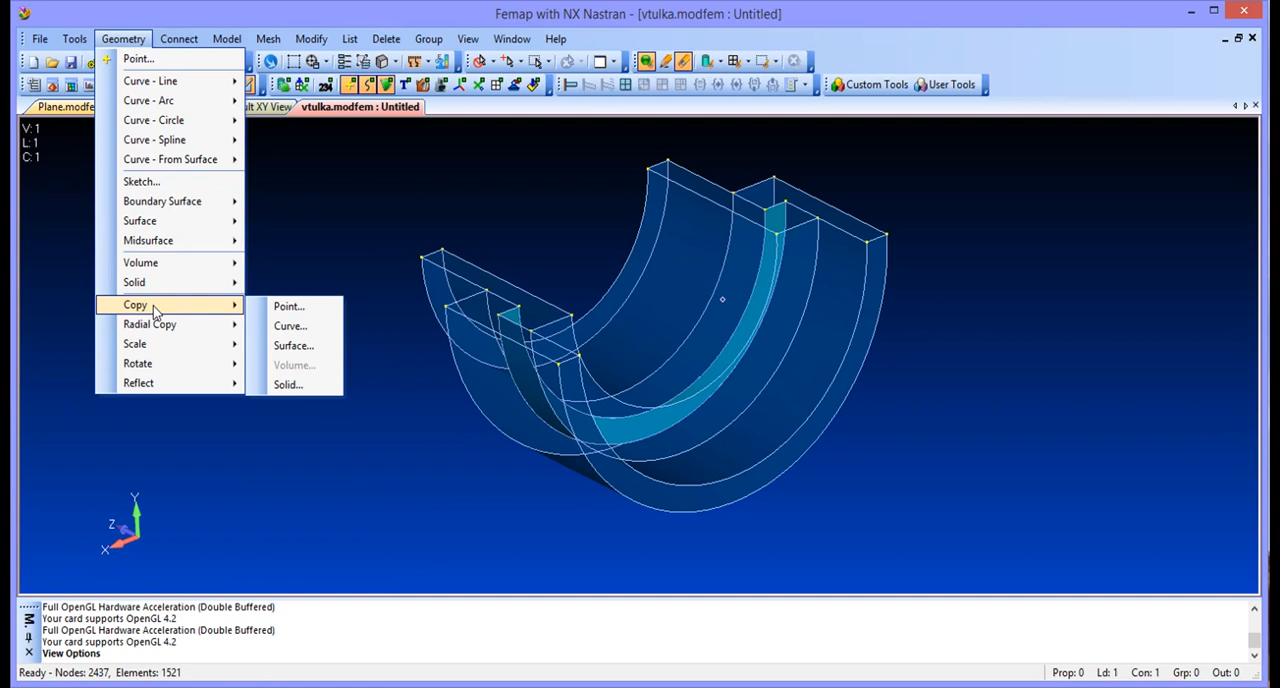 Femap with NX Nastran - [vtulka.modfem : Untitled]
File Tools Geometry Connect Model Mesh Modify List Delete Group View Window Help
Custom Tools User Tools
Plane.modfe
ult XY View
vtulka.modfem : Untitled
V: 1
L: 1
C: 1
Point...
Curve - Line
Curve - Arc
Curve - Circle
Curve - Spline
Curve - From Surface
Sketch...
Boundary Surface
Surface
Midsurface
Volume
Solid
Copy
Radial Copy
Scale
Rotate
Reflect
Point...
Curve...
Surface...
Volume...
Solid...
Y
Z
X
Full OpenGL Hardware Acceleration (Double Buffered)
Your card supports OpenGL 4.2
Full OpenGL Hardware Acceleration (Double Buffered)
Your card supports OpenGL 4.2
View Options
Ready - Nodes: 2437, Elements: 1521
Prop: 0 Ld: 1 Con: 1 Grp: 0 Out: 0